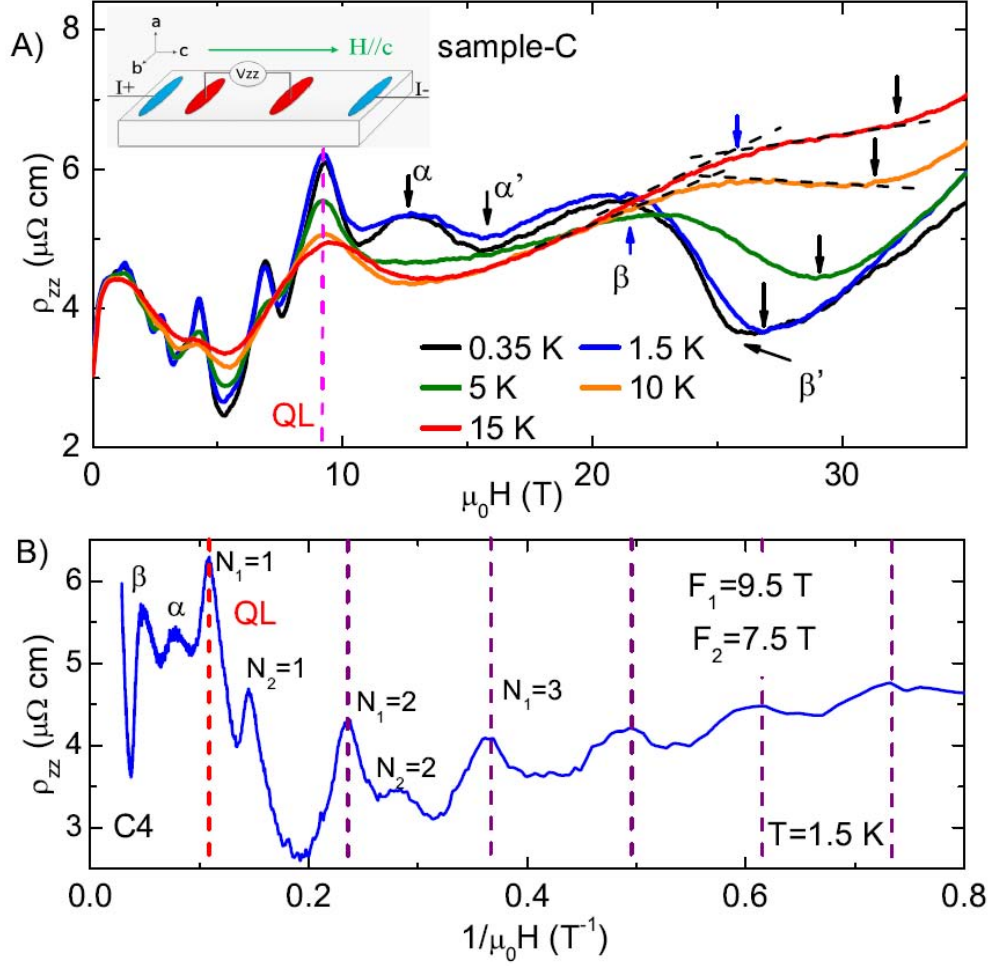 A)
sample-C
a
c
b
H//c
I+
Vzz
I-
8
6
4
2
ρzz (μΩ cm)
α
α'
β
β'
QL
0.35 K
1.5 K
5 K
10 K
15 K
0
10
20
30
μ0H (T)
B)
6
5
4
3
ρzz (μΩ cm)
β
α
N1=1
QL
N2=1
N1=2
N2=2
N1=3
F1=9.5 T
F2=7.5 T
C4
T=1.5 K
0.0
0.2
0.4
0.6
0.8
1/μ0H (T-1)